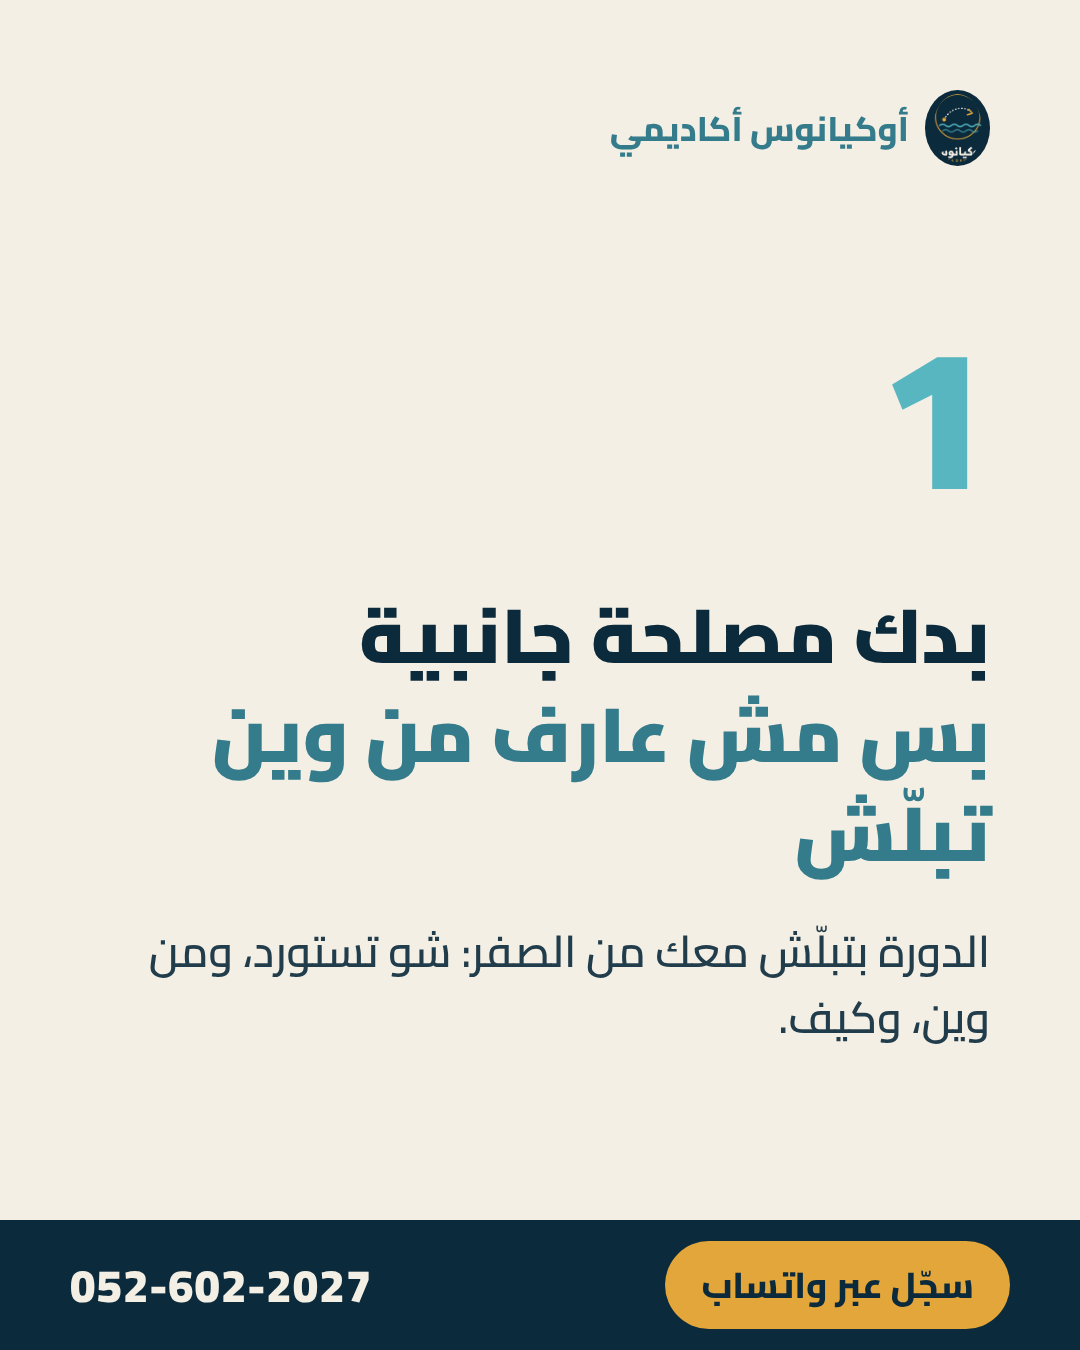 أوكيانوس أكاديمي
كيانوس
1
بدك مصلحة جانبية
بس مش عارف من وين
تبلّش
الدورة بتبلّش معك من الصفر: شو تستورد، ومن
وين، وكيف.
سجّل عبر واتساب
052-602-2027